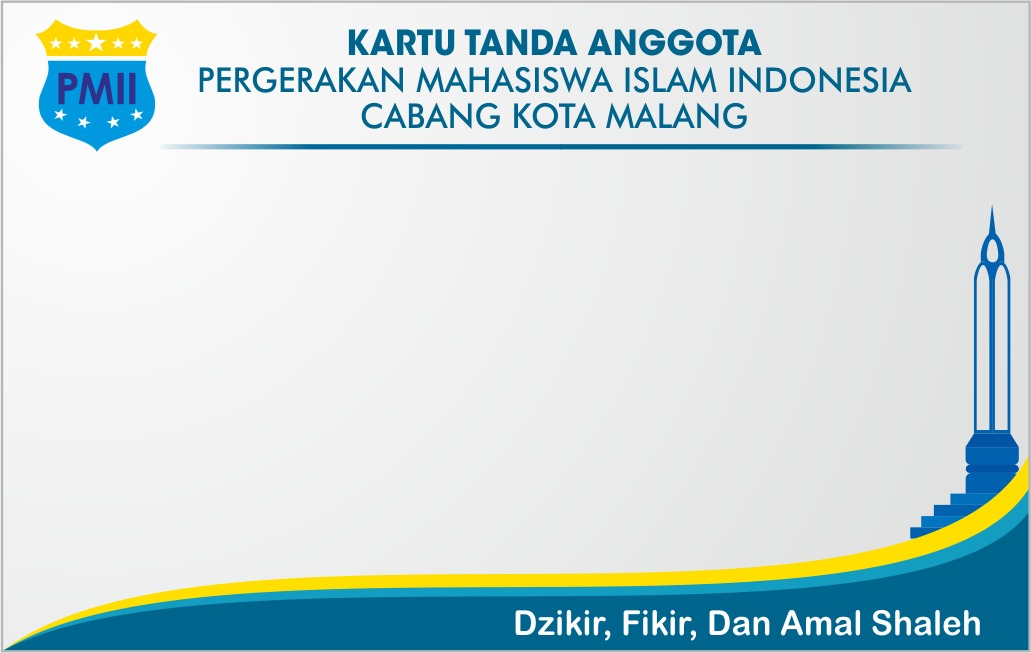 PMII
KARTU TANDA ANGGOTA
PERGERAKAN MAHASISWA ISLAM INDONESIA
CABANG KOTA MALANG
Dzikir, Fikir, Dan Amal Shaleh